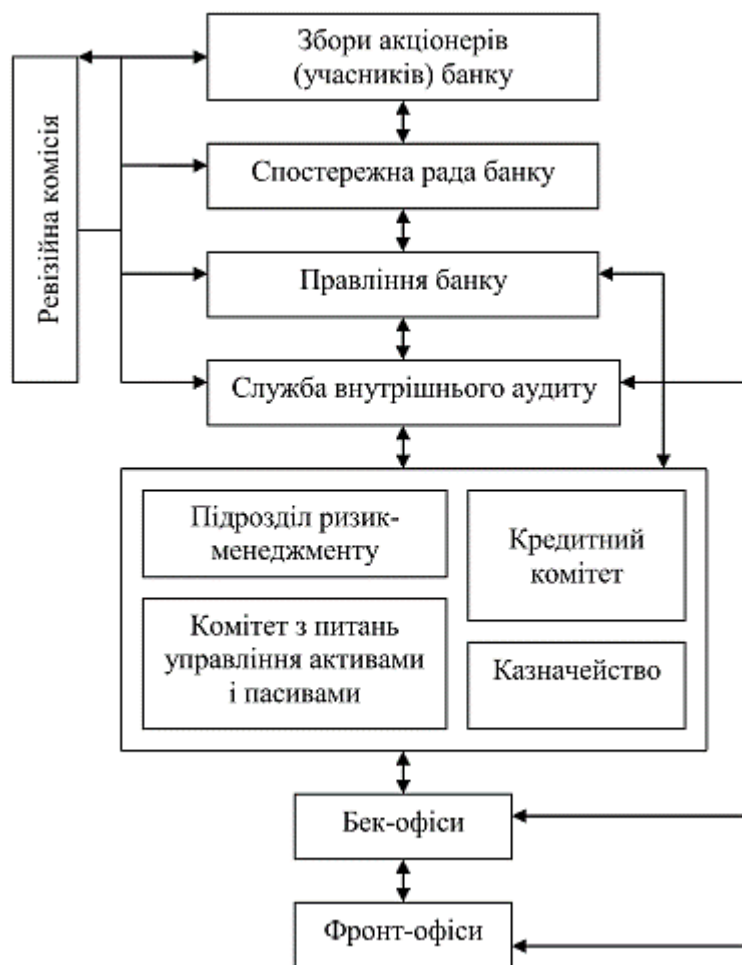 Збори акціонерів
(учасників) банку
Ревізійна комісія
Спостережна рада банку
Правління банку
Служба внутрішнього аудиту
Підрозділ ризик-
менеджменту
Кредитний
комітет
Комітет з питань
управління активами
і пасивами
Казначейство
Бек-офіси
Фронт-офіси